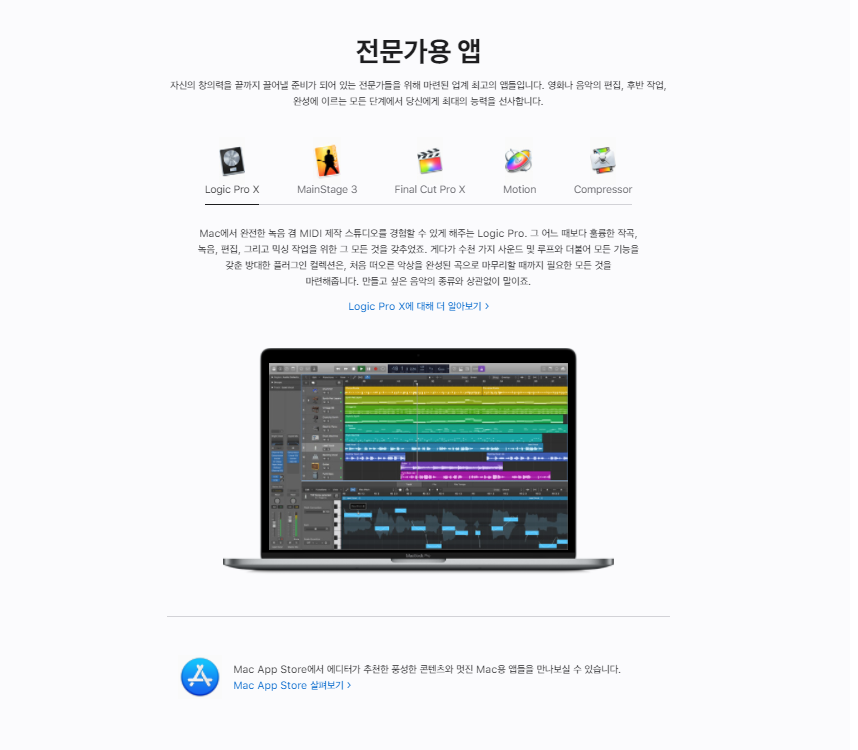 전문가용 앱
자신의 창의력을 끝까지 끌어낼 준비가 되어 있는 전문가들을 위해 마련된 업계 최고의 앱들입니다. 영화나 음악의 편집, 후반 작업,
완성에 이르는 모든 단계에서 당신에게 최대의 능력을 선사합니다.
Logic Pro X
MainStage 3
Final Cut Pro X
Motion
Compressor
Mac에서 완전한 녹음 겸 MIDI 제작 스튜디오를 경험할 수 있게 해주는 Logic Pro. 그 어느 때보다 훌륭한 작곡,
녹음, 편집, 그리고 믹싱 작업을 위한 그 모든 것을 갖추었죠. 게다가 수천 가지 사운드 및 루프와 더불어 모든 기능을
갖춘 방대한 플러그인 컬렉션은, 처음 떠오른 악상을 완성된 곡으로 마무리할 때까지 필요한 모든 것을
마련해줍니다. 만들고 싶은 음악의 종류와 상관없이 말이죠.
Logic Pro X에 대해 더 알아보기 >
MacBook Pro
Mac App Store에서 에디터가 추천한 풍성한 콘텐츠와 멋진 Mac용 앱들을 만나보실 수 있습니다.
Mac App Store 살펴보기 >